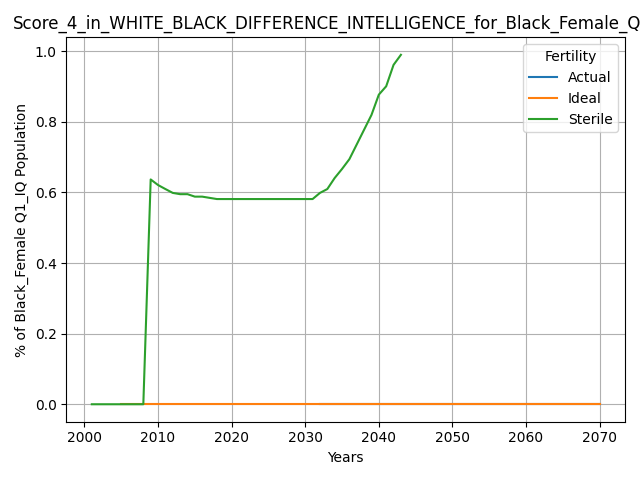 Score_4_in_WHITE_BLACK_DIFFERENCE_INTELLIGENCE_for_Black_Female_Q
Fertility
Actual
Ideal
Sterile
% of Black_Female Q1_IQ Population
1.0
0.8
0.6
0.4
0.2
0.0
2000 2010 2020 2030 2040 2050 2060 2070
Years